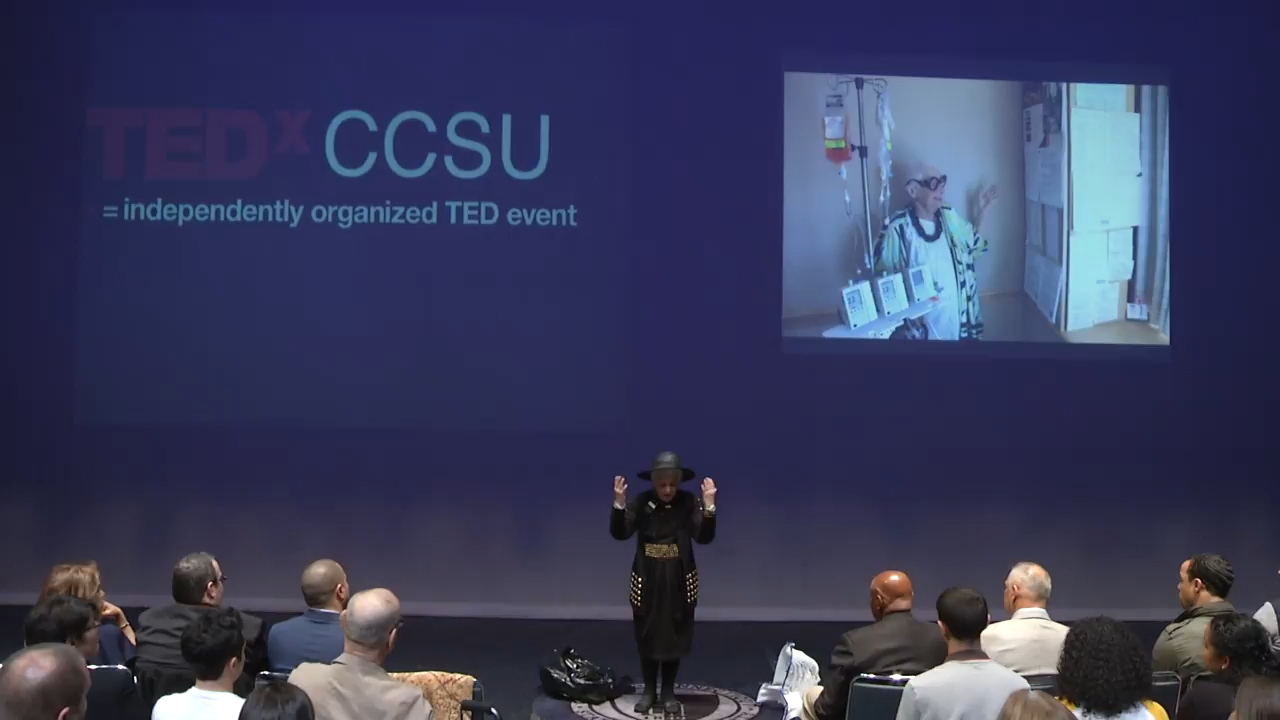 TEDx CCSU
= independently organized TED event